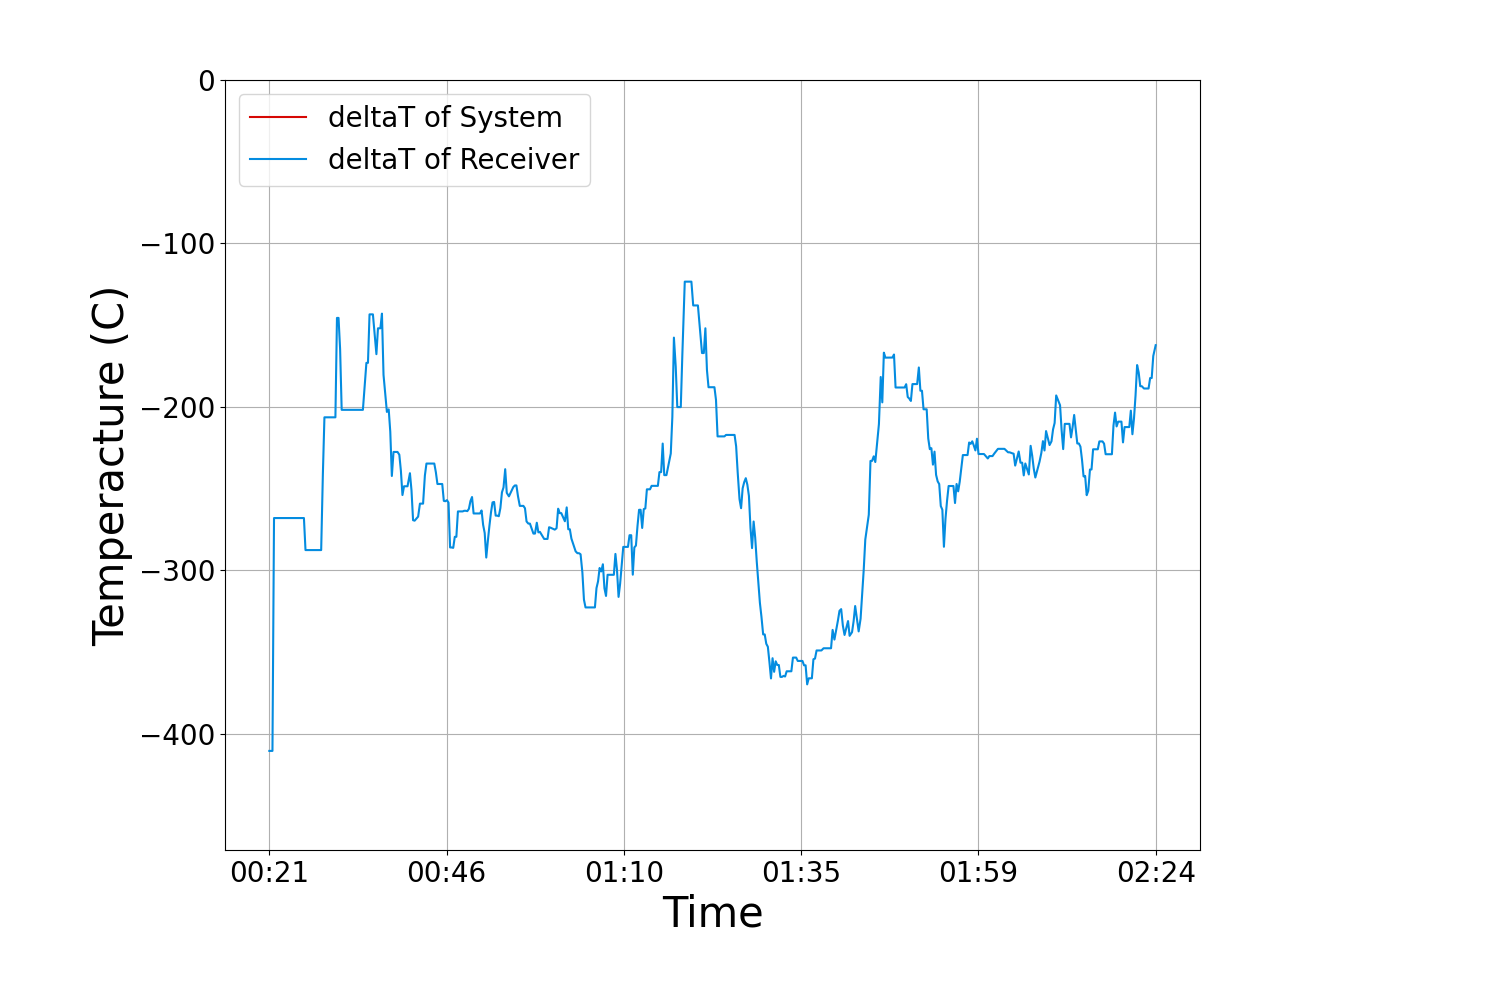 0
deltaT of System
deltaT of Receiver
−100
−200
−300
−400
Temperacture (C)
00:21 00:46 01:10 01:35 01:59 02:24
Time